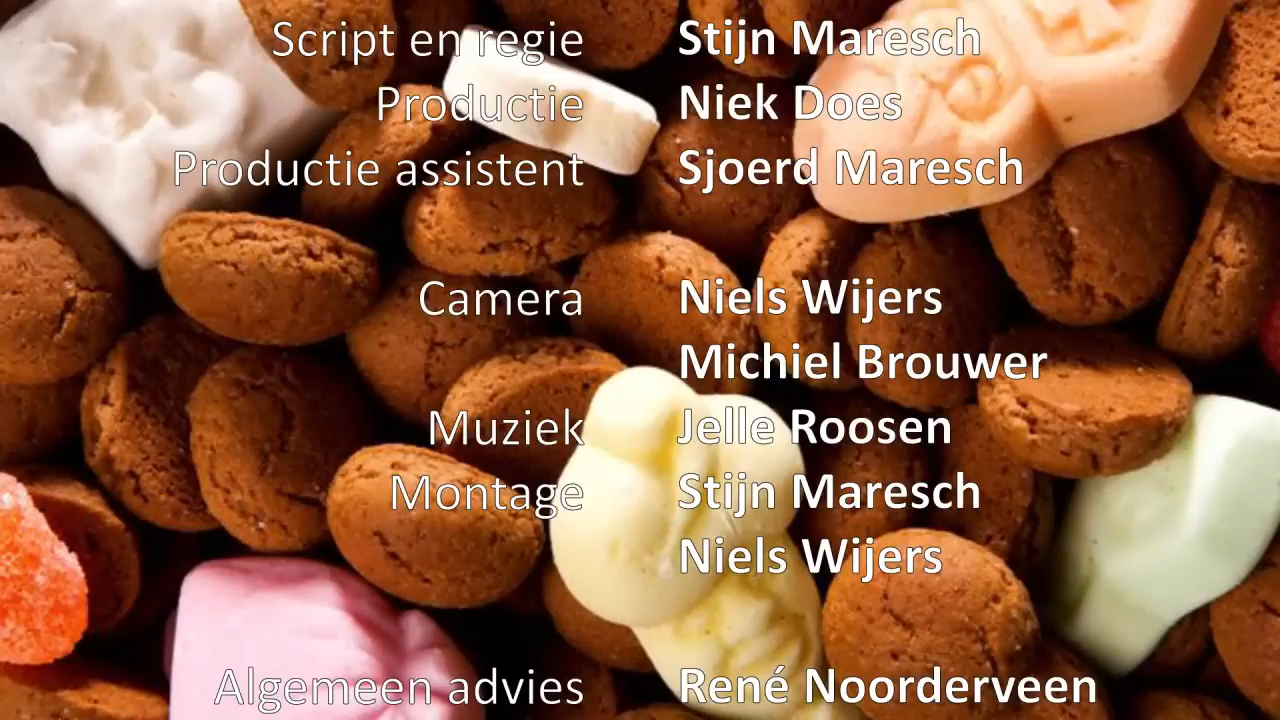 Script en regie Stijn Maresch
Productie Niek Does
Productie assistent Sjoerd Maresch
Camera Niels Wijers
Michiel Brouwer
Muziek Jelle Roosen
Montage Stijn Maresch
Niels Wijers
Algemeen advies René Noorderveen